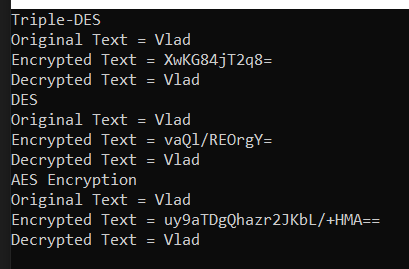 Triple-DES
Original Text = Vlad
Encrypted Text = XwKG84jT2q8=
Decrypted Text = Vlad
DES
Original Text = Vlad
Encrypted Text = vaQl/REOrgY=
Decrypted Text = Vlad
AES Encryption
Original Text = Vlad
Encrypted Text = uy9aTDgQhazr2JKbL/+HMA==
Decrypted Text = Vlad